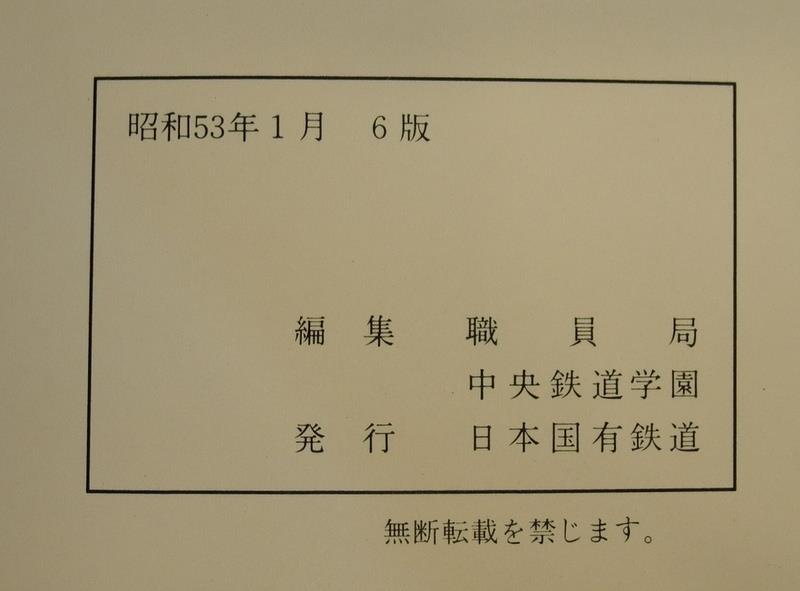 昭和53年1月　6版
編集　職員局
中央鉄道学園
発行　日本国有鉄道
無断転載を禁じます。